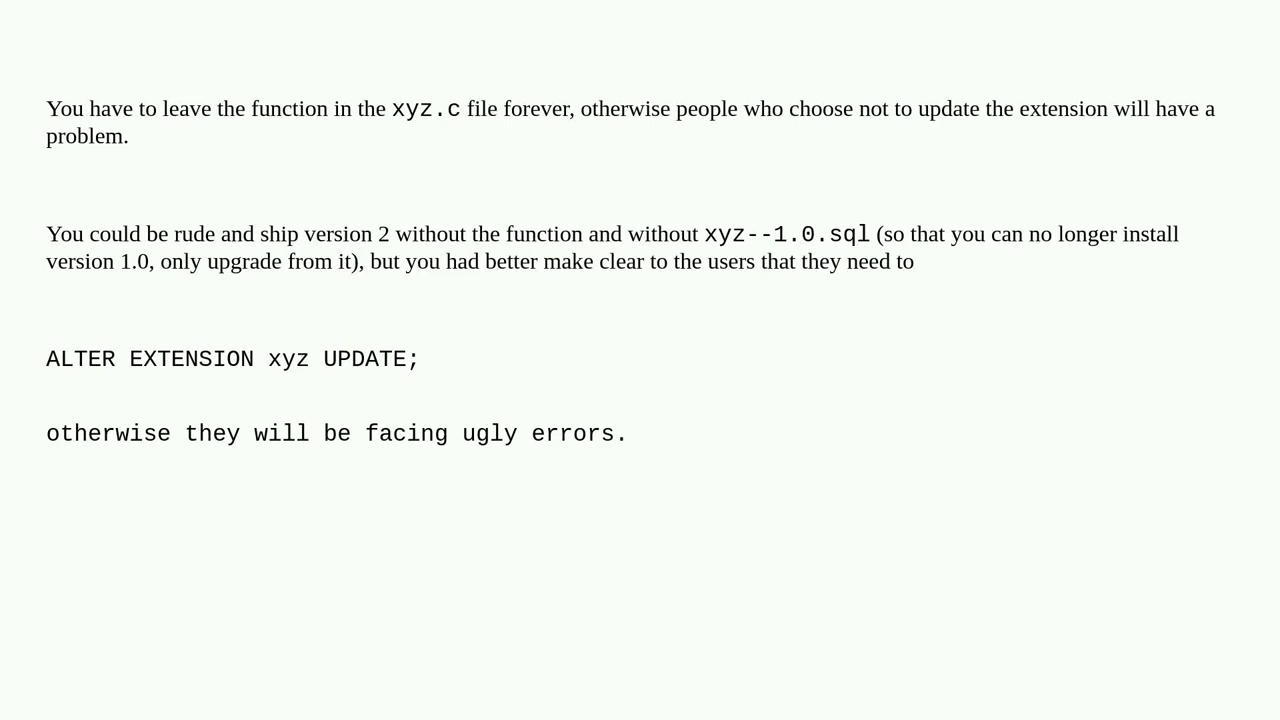 You have to leave the function in the xyz.c file forever, otherwise people who choose not to update the extension will have a
problem.
You could be rude and ship version 2 without the function and without xyz--1.0.sql (so that you can no longer install
version 1.0, only upgrade from it), but you had better make clear to the users that they need to
ALTER EXTENSION xyz UPDATE;
otherwise they will be facing ugly errors.